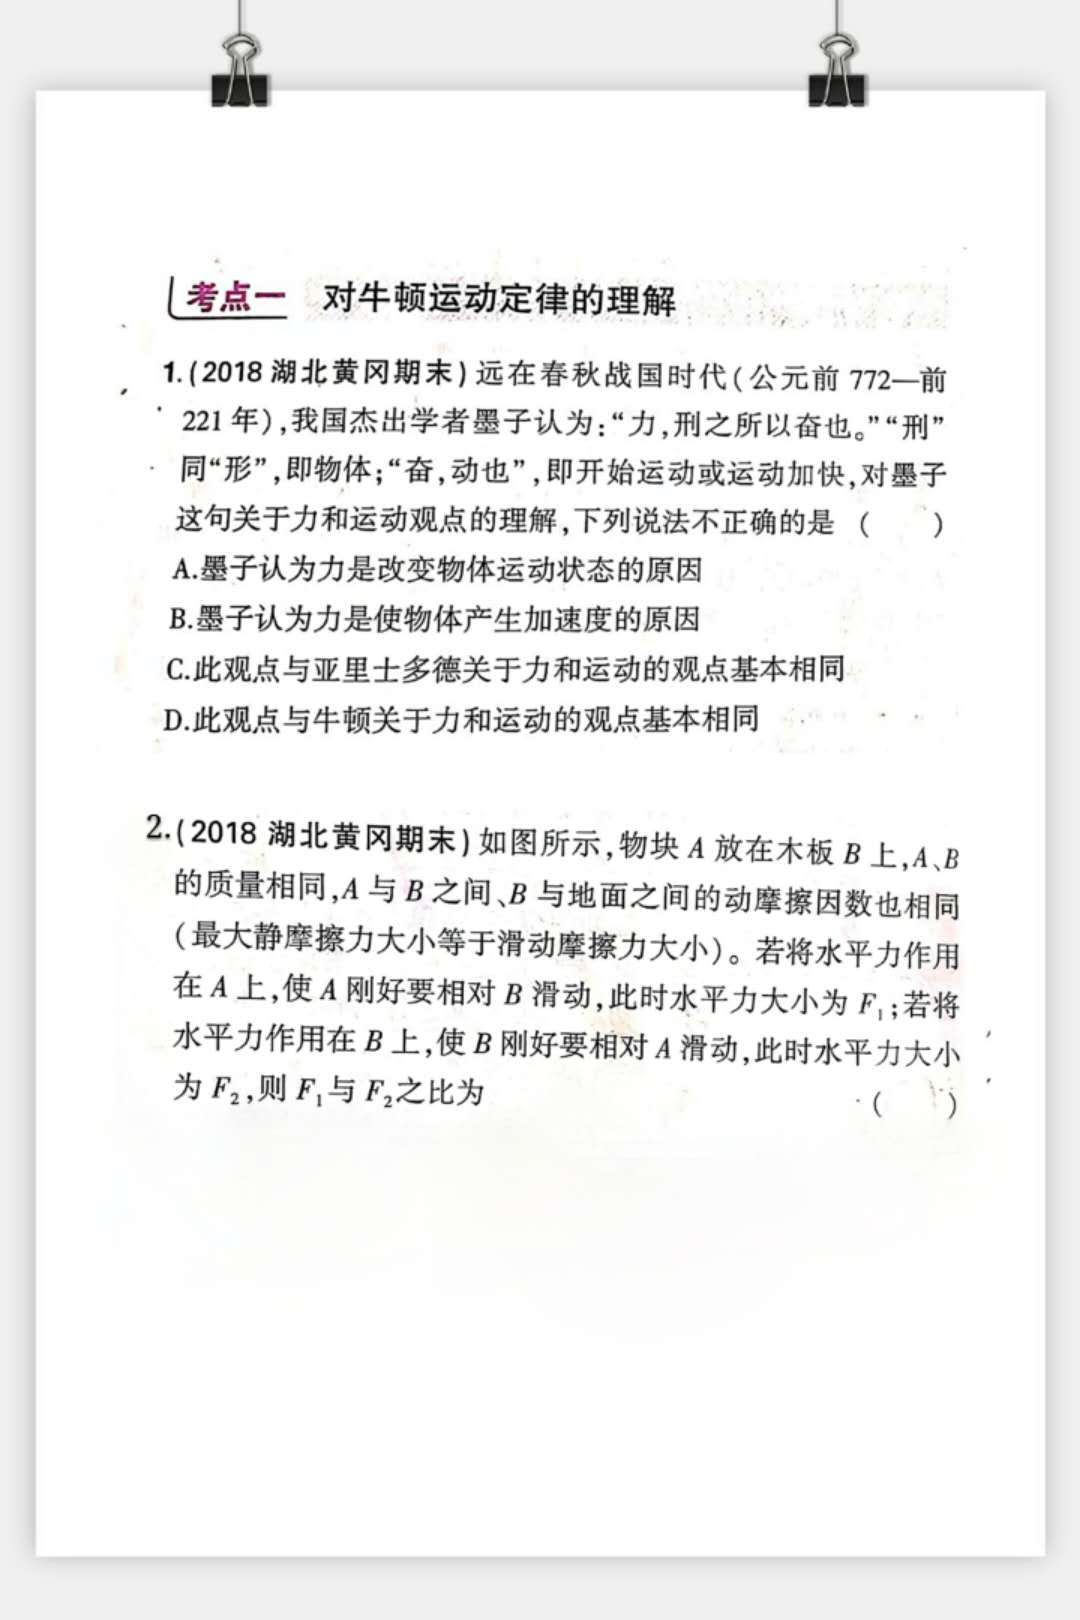 考点一 对牛顿运动定律的理解
1.(2018 湖北黄冈期末)远在春秋战国时代(公元前 772—前
221 年),我国杰出学者墨子认为:“力,刑之所以奋也。”“刑”
同“形”,即物体;“奋,动也”,即开始运动或运动加快,对墨子
这句关于力和运动观点的理解,下列说法不正确的是 (  )
A.墨子认为力是改变物体运动状态的原因
B.墨子认为力是使物体产生加速度的原因
C.此观点与亚里士多德关于力和运动的观点基本相同
D.此观点与牛顿关于力和运动的观点基本相同
2.(2018 湖北黄冈期末)如图所示,物块 A 放在木板 B 上,A、B
的质量相同,A 与 B 之间、B 与地面之间的动摩擦因数也相同
(最大静摩擦力大小等于滑动摩擦力大小)。若将水平力作用
在 A 上,使 A 刚好要相对 B 滑动,此时水平力大小为 F₁;若将
水平力作用在 B 上,使 B 刚好要相对 A 滑动,此时水平力大小
为 F₂,则 F₁与 F₂之比为 (  )